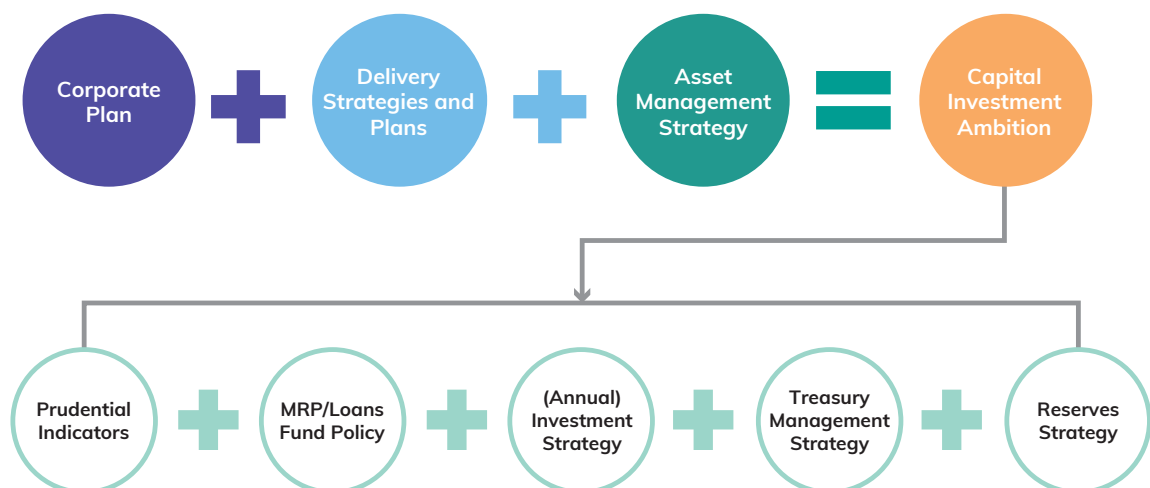 Corporate
Plan
Delivery
Strategies and
Plans
Asset
Management
Strategy
Capital
Investment
Ambition
Prudential
Indicators
MRP/Loans
Fund Policy
(Annual)
Investment
Strategy
Treasury
Management
Strategy
Reserves
Strategy